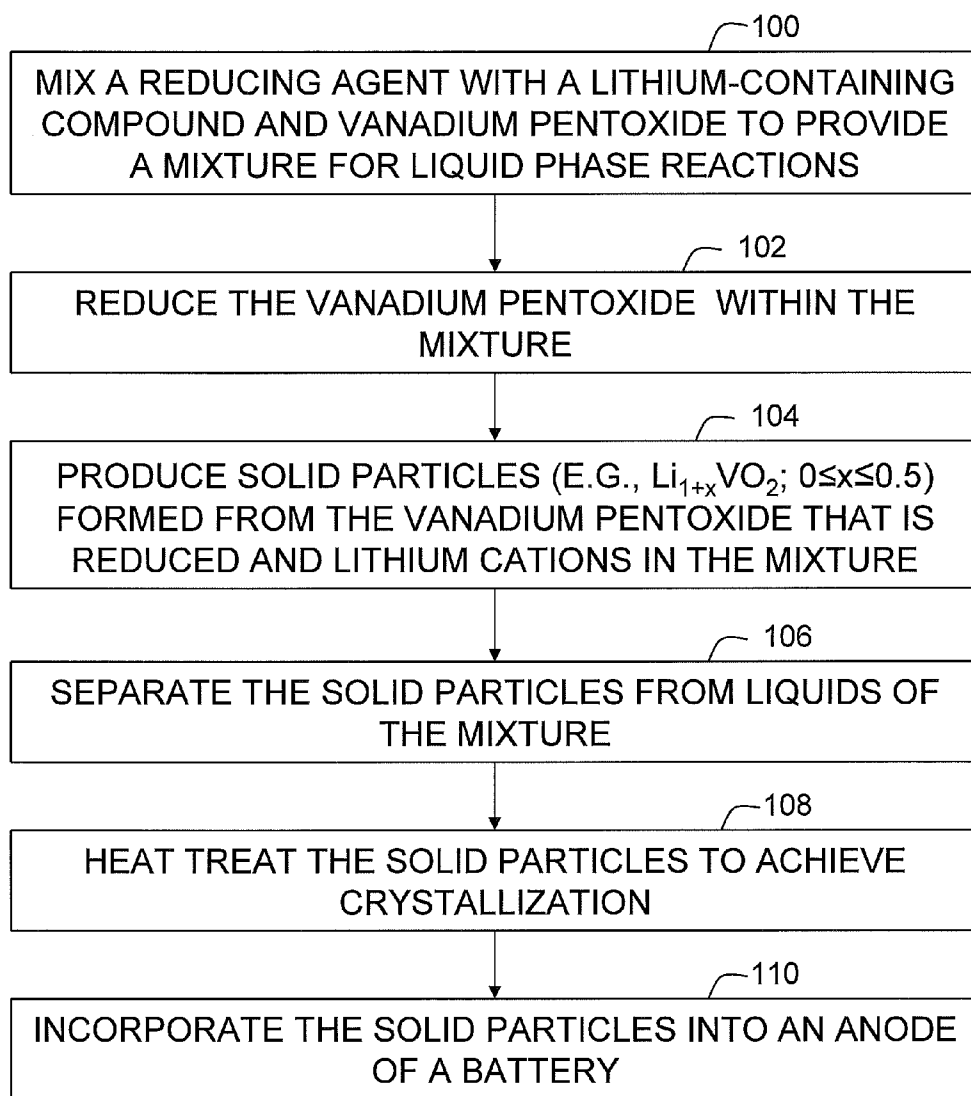 100
MIX A REDUCING AGENT WITH A LITHIUM-CONTAINING
COMPOUND AND VANADIUM PENTOXIDE TO PROVIDE
A MIXTURE FOR LIQUID PHASE REACTIONS
102
REDUCE THE VANADIUM PENTOXIDE WITHIN THE
MIXTURE
104
PRODUCE SOLID PARTICLES (E.G., Li₁₊ₓVO₂; 0≤x≤0.5)
FORMED FROM THE VANADIUM PENTOXIDE THAT IS
REDUCED AND LITHIUM CATIONS IN THE MIXTURE
106
SEPARATE THE SOLID PARTICLES FROM LIQUIDS OF
THE MIXTURE
108
HEAT TREAT THE SOLID PARTICLES TO ACHIEVE
CRYSTALLIZATION
110
INCORPORATE THE SOLID PARTICLES INTO AN ANODE
OF A BATTERY